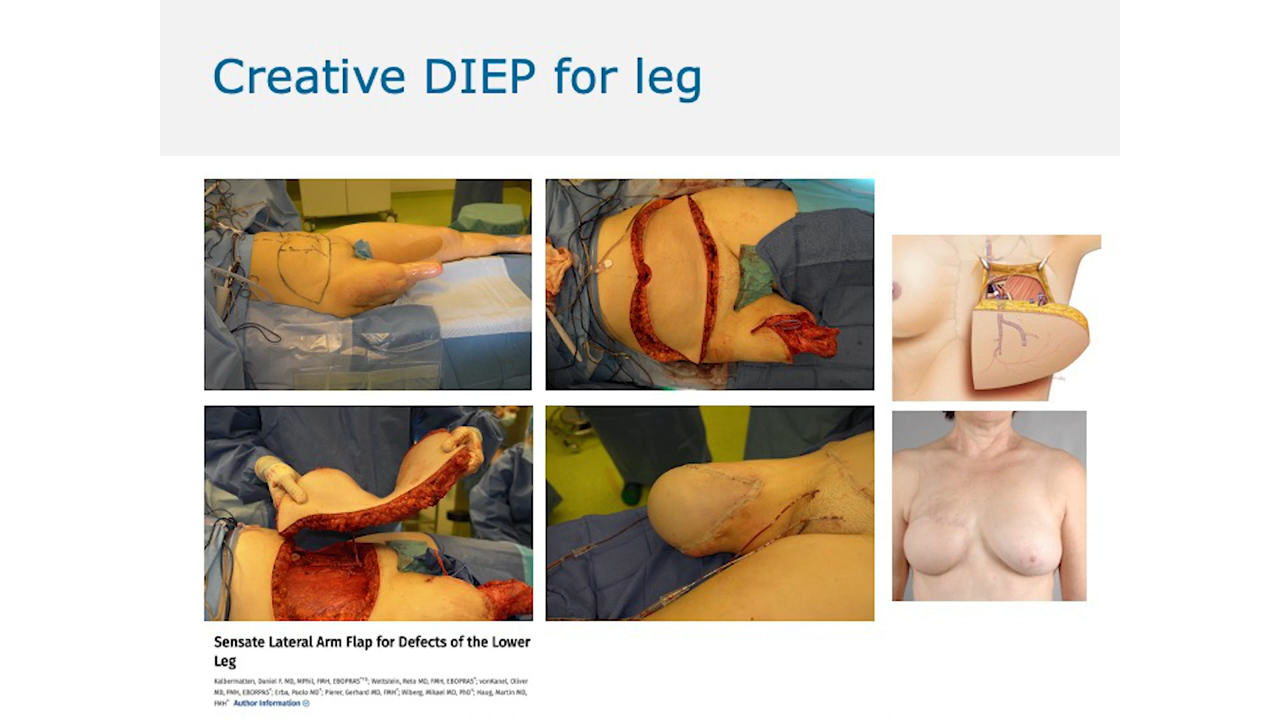 Creative DIEP for leg
Sensate Lateral Arm Flap for Defects of the Lower
Leg
Kalbermatten, Daniel F. MD, MPhil, FMH, EBOPRAS; Wettstein, Reto MD, FMH, EBOPRAS; vonKanel, Oliver
MD, FMH, EBORPAS; Erba, Paolo MD; Pierer, Gerhard MD, FMH; Wiberg, Mikael MD, PhD; Haug, Martin MD,
FMH Author Information